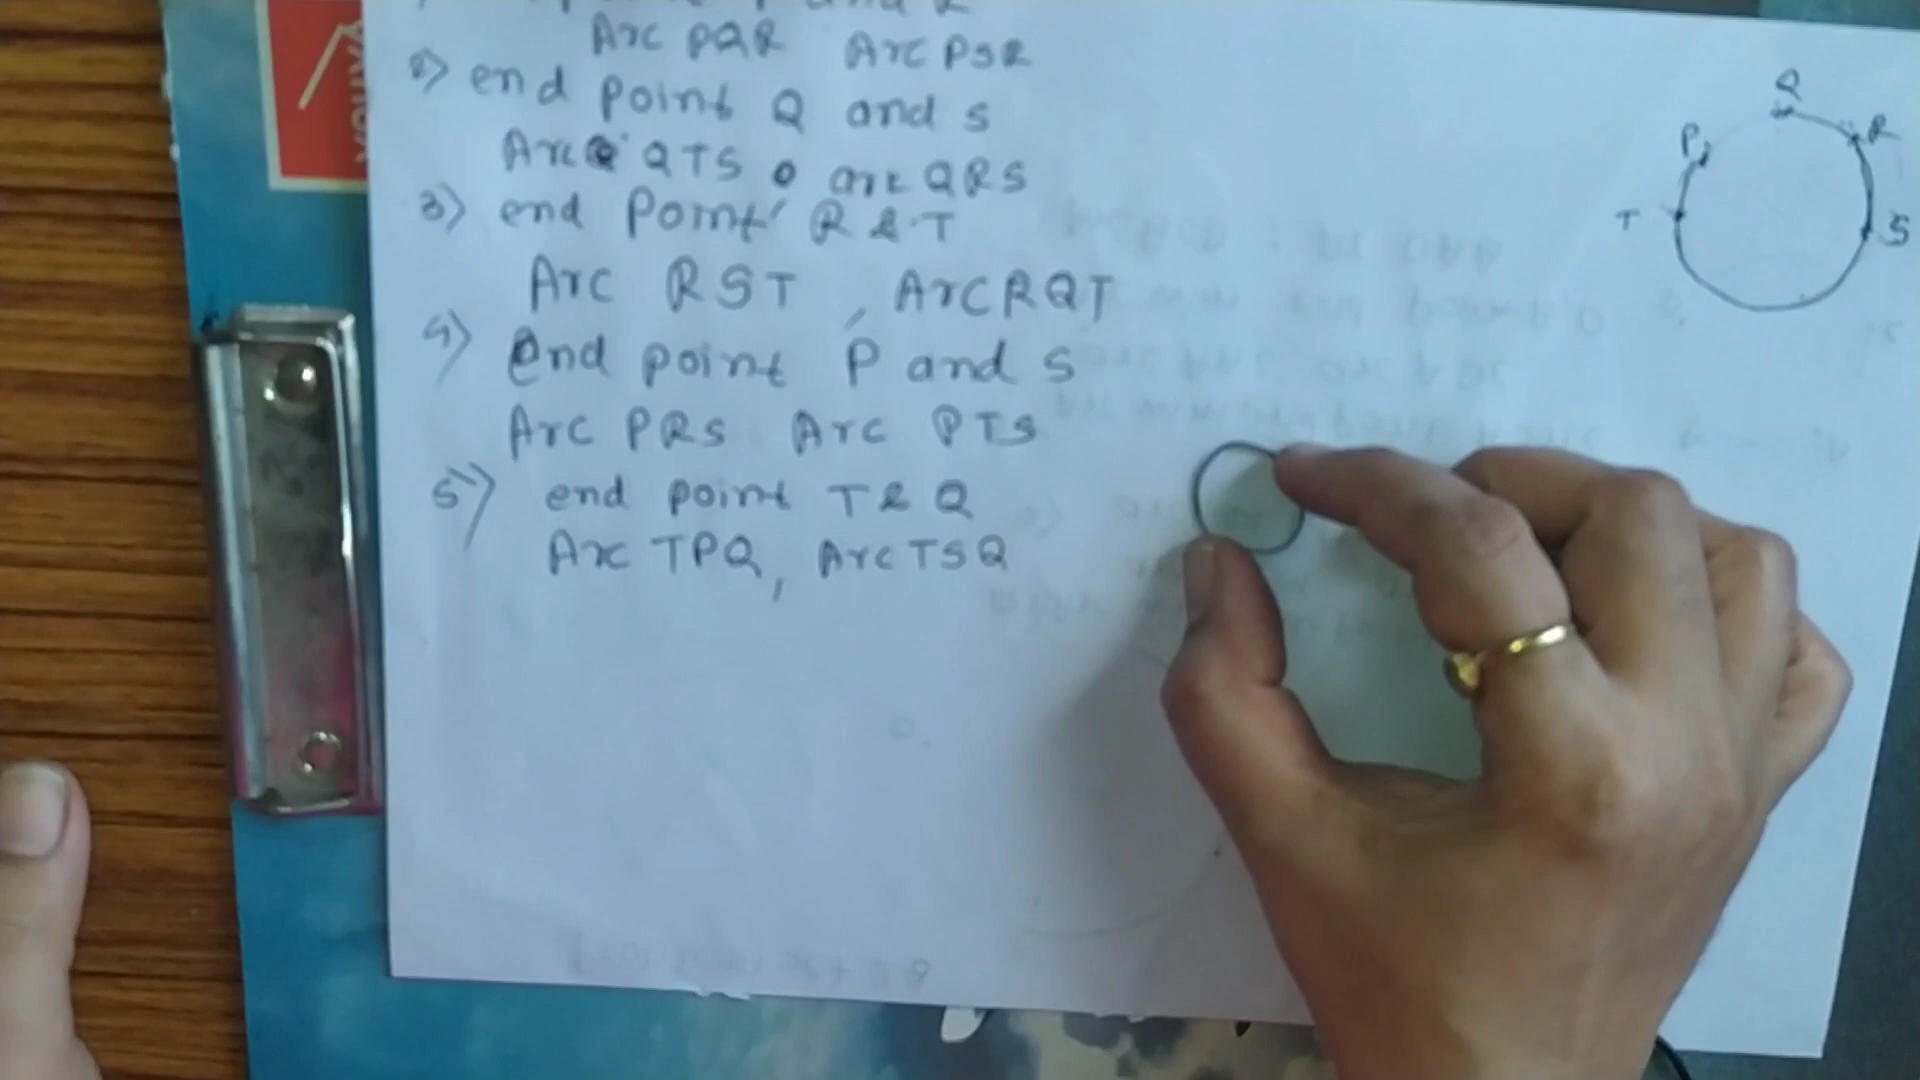 Arc PQR Arc PSR
2) end point Q and S
Arc QTS arc QRS
3) end Point R & T
Arc RST, Arc RQT
4) End point P and S
Arc PRS Arc PTS
5) end point T & Q
Arc TPQ, Arc TSQ
Q
P
R
T
S